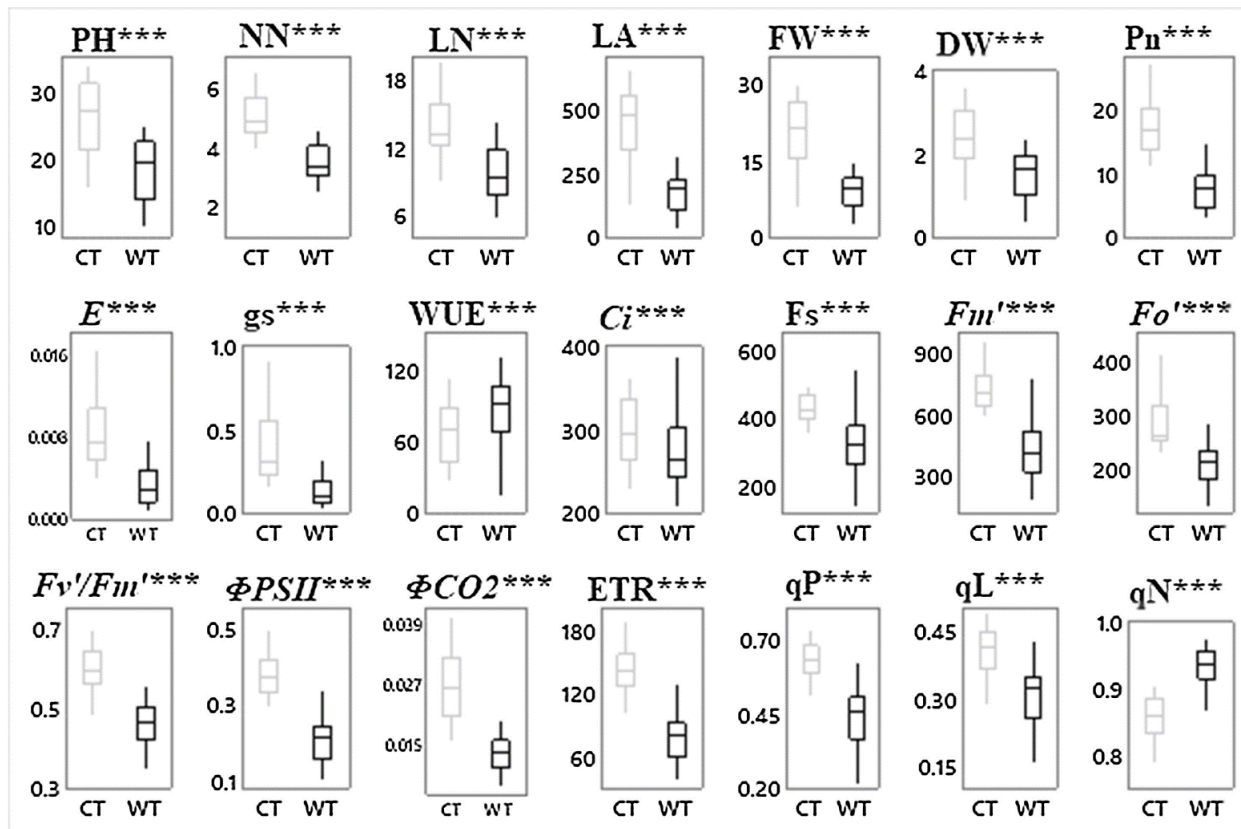 PH*** NN*** LN*** LA*** FW*** DW*** Pn***
30 6 18 500 30 4 20
20 4 12 250 15 2 10
10 2 6 0 0 0 0
CT WT CT WT CT WT CT WT CT WT CT WT CT WT
E*** gs*** WUE*** Ci*** Fs*** Fm'*** Fo'***
0.016 1.0 120 400 600 900 400
0.008 0.5 60 300 400 600 300
0.000 0.0 0 200 200 300 200
CT WT CT WT CT WT CT WT CT WT CT WT CT WT
Fv'/Fm'*** ΦPSII*** ΦCO2*** ETR*** qP*** qL*** qN***
0.7 0.5 0.039 180 0.70 0.45 1.0
0.5 0.3 0.027 120 0.45 0.30 0.9
0.3 0.1 0.015 60 0.20 0.15 0.8
CT WT CT WT CT WT CT WT CT WT CT WT CT WT